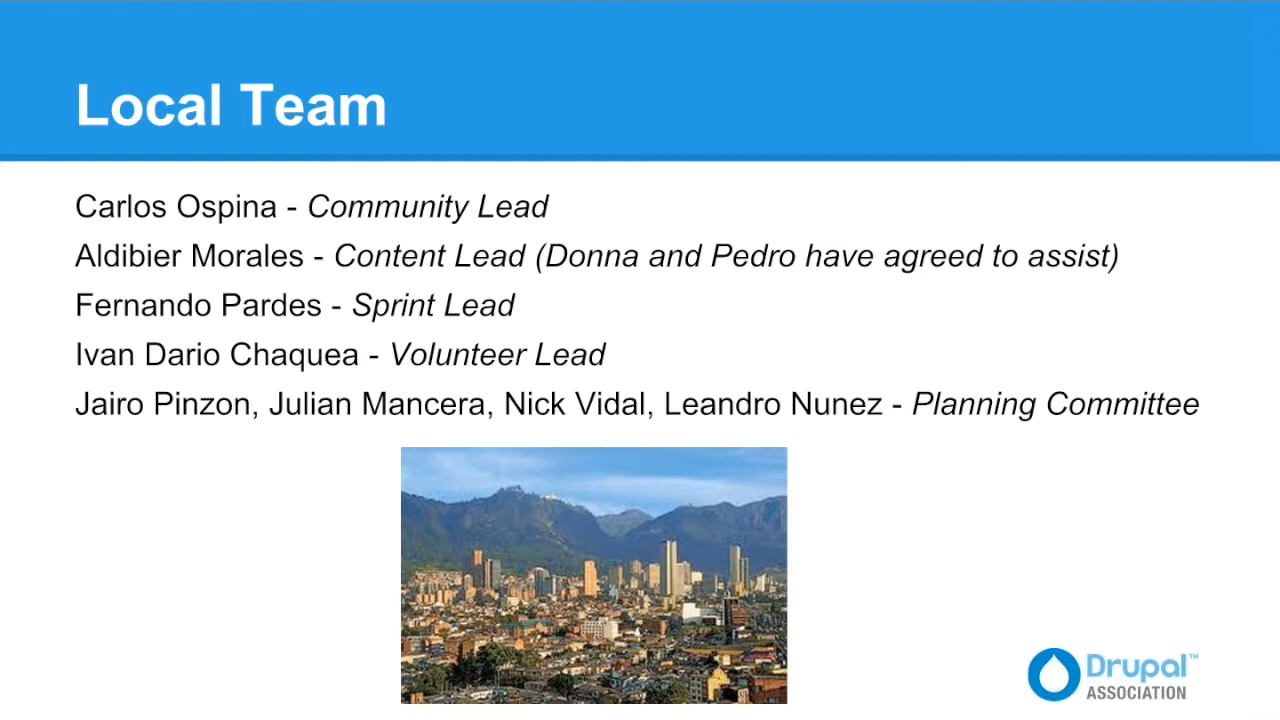 Local Team
Carlos Ospina - Community Lead
Aldibier Morales - Content Lead (Donna and Pedro have agreed to assist)
Fernando Pardes - Sprint Lead
Ivan Dario Chaquea - Volunteer Lead
Jairo Pinzon, Julian Mancera, Nick Vidal, Leandro Nunez - Planning Committee
Drupal™
ASSOCIATION